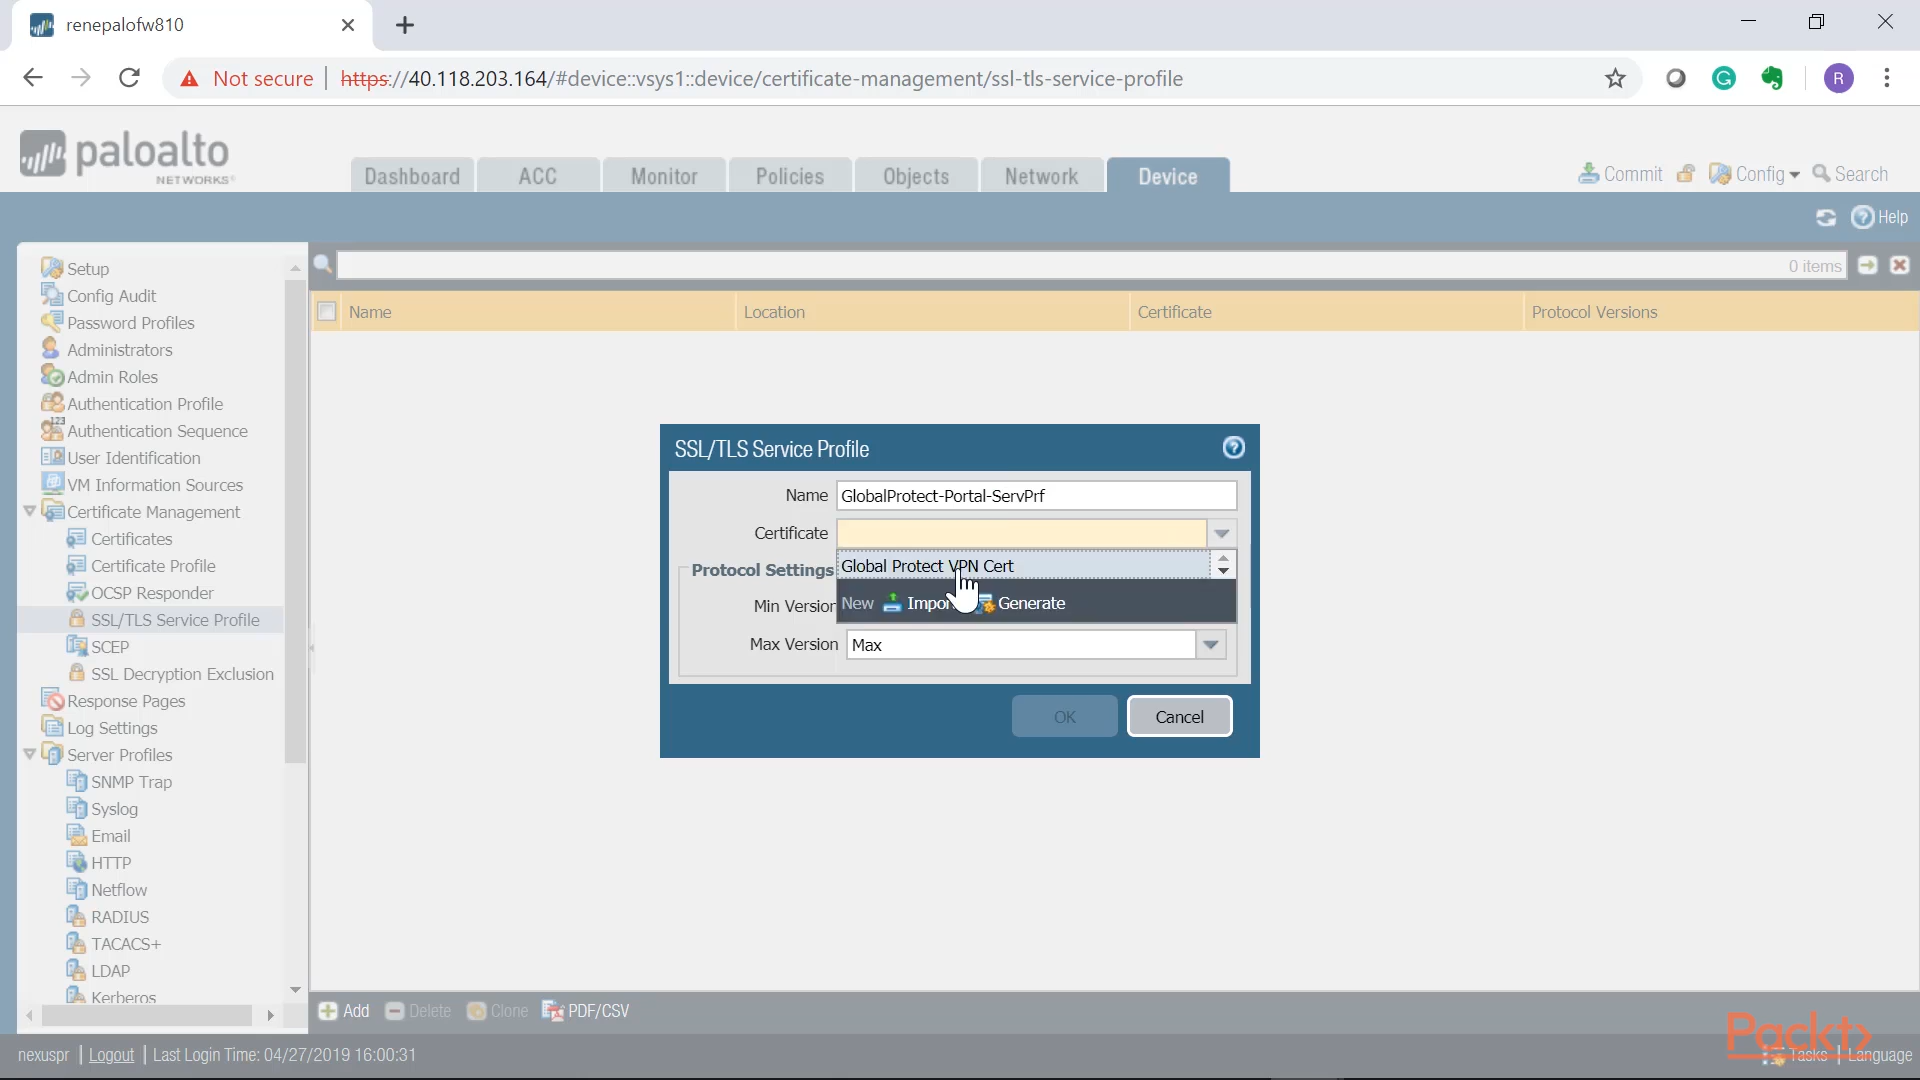 renepalofw810
Not secure | https://40.118.203.164/#device::vsys1::device/certificate-management/ssl-tls-service-profile
R
paloalto
NETWORKS®
Dashboard
ACC
Monitor
Policies
Objects
Network
Device
Commit
Config
Search
Help
Setup
Config Audit
Password Profiles
Administrators
Admin Roles
Authentication Profile
Authentication Sequence
User Identification
VM Information Sources
Certificate Management
Certificates
Certificate Profile
OCSP Responder
SSL/TLS Service Profile
SCEP
SSL Decryption Exclusion
Response Pages
Log Settings
Server Profiles
SNMP Trap
Syslog
Email
HTTP
Netflow
RADIUS
TACACS+
LDAP
Kerberos
0 items
Name
Location
Certificate
Protocol Versions
SSL/TLS Service Profile
Name GlobalProtect-Portal-ServPrf
Certificate
Global Protect VPN Cert
Protocol Settings
Min Version
New Impor Generate
Max Version Max
OK
Cancel
Add Delete Clone PDF/CSV
nexuspr | Logout | Last Login Time: 04/27/2019 16:00:31
Packt>
Tasks | Language